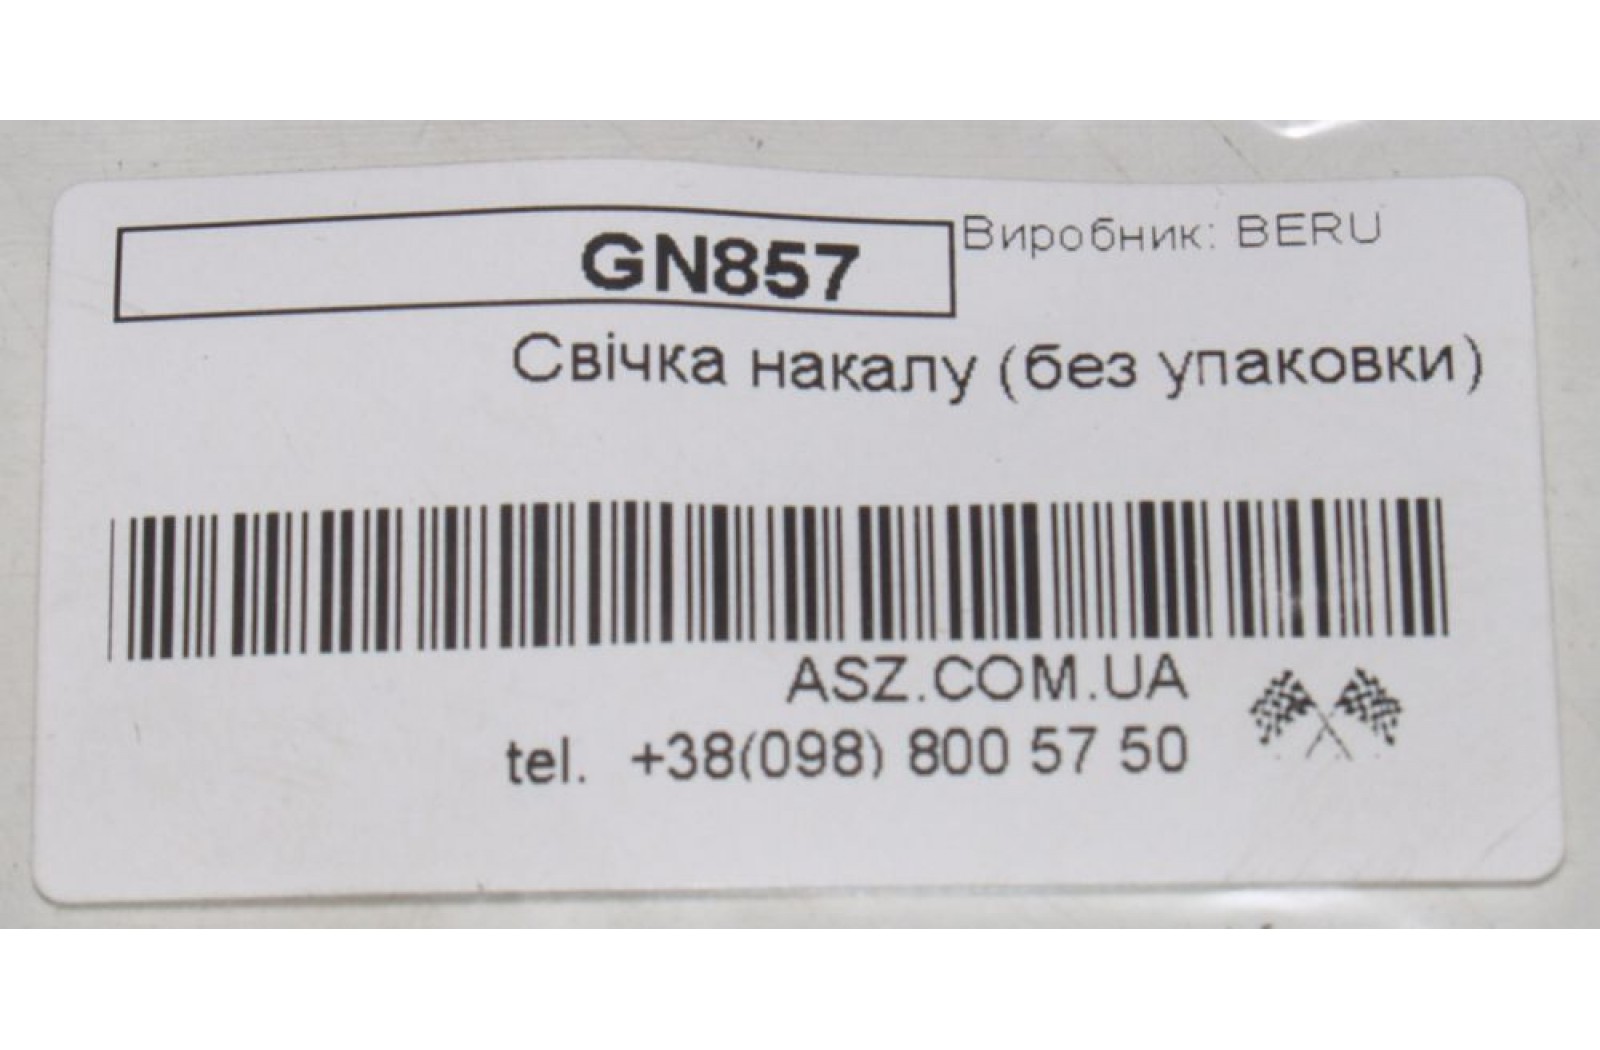 GN857 Виробник: BERU
Свічка накалу (без упаковки)
ASZ.COM.UA
tel. +38(098) 800 57 50